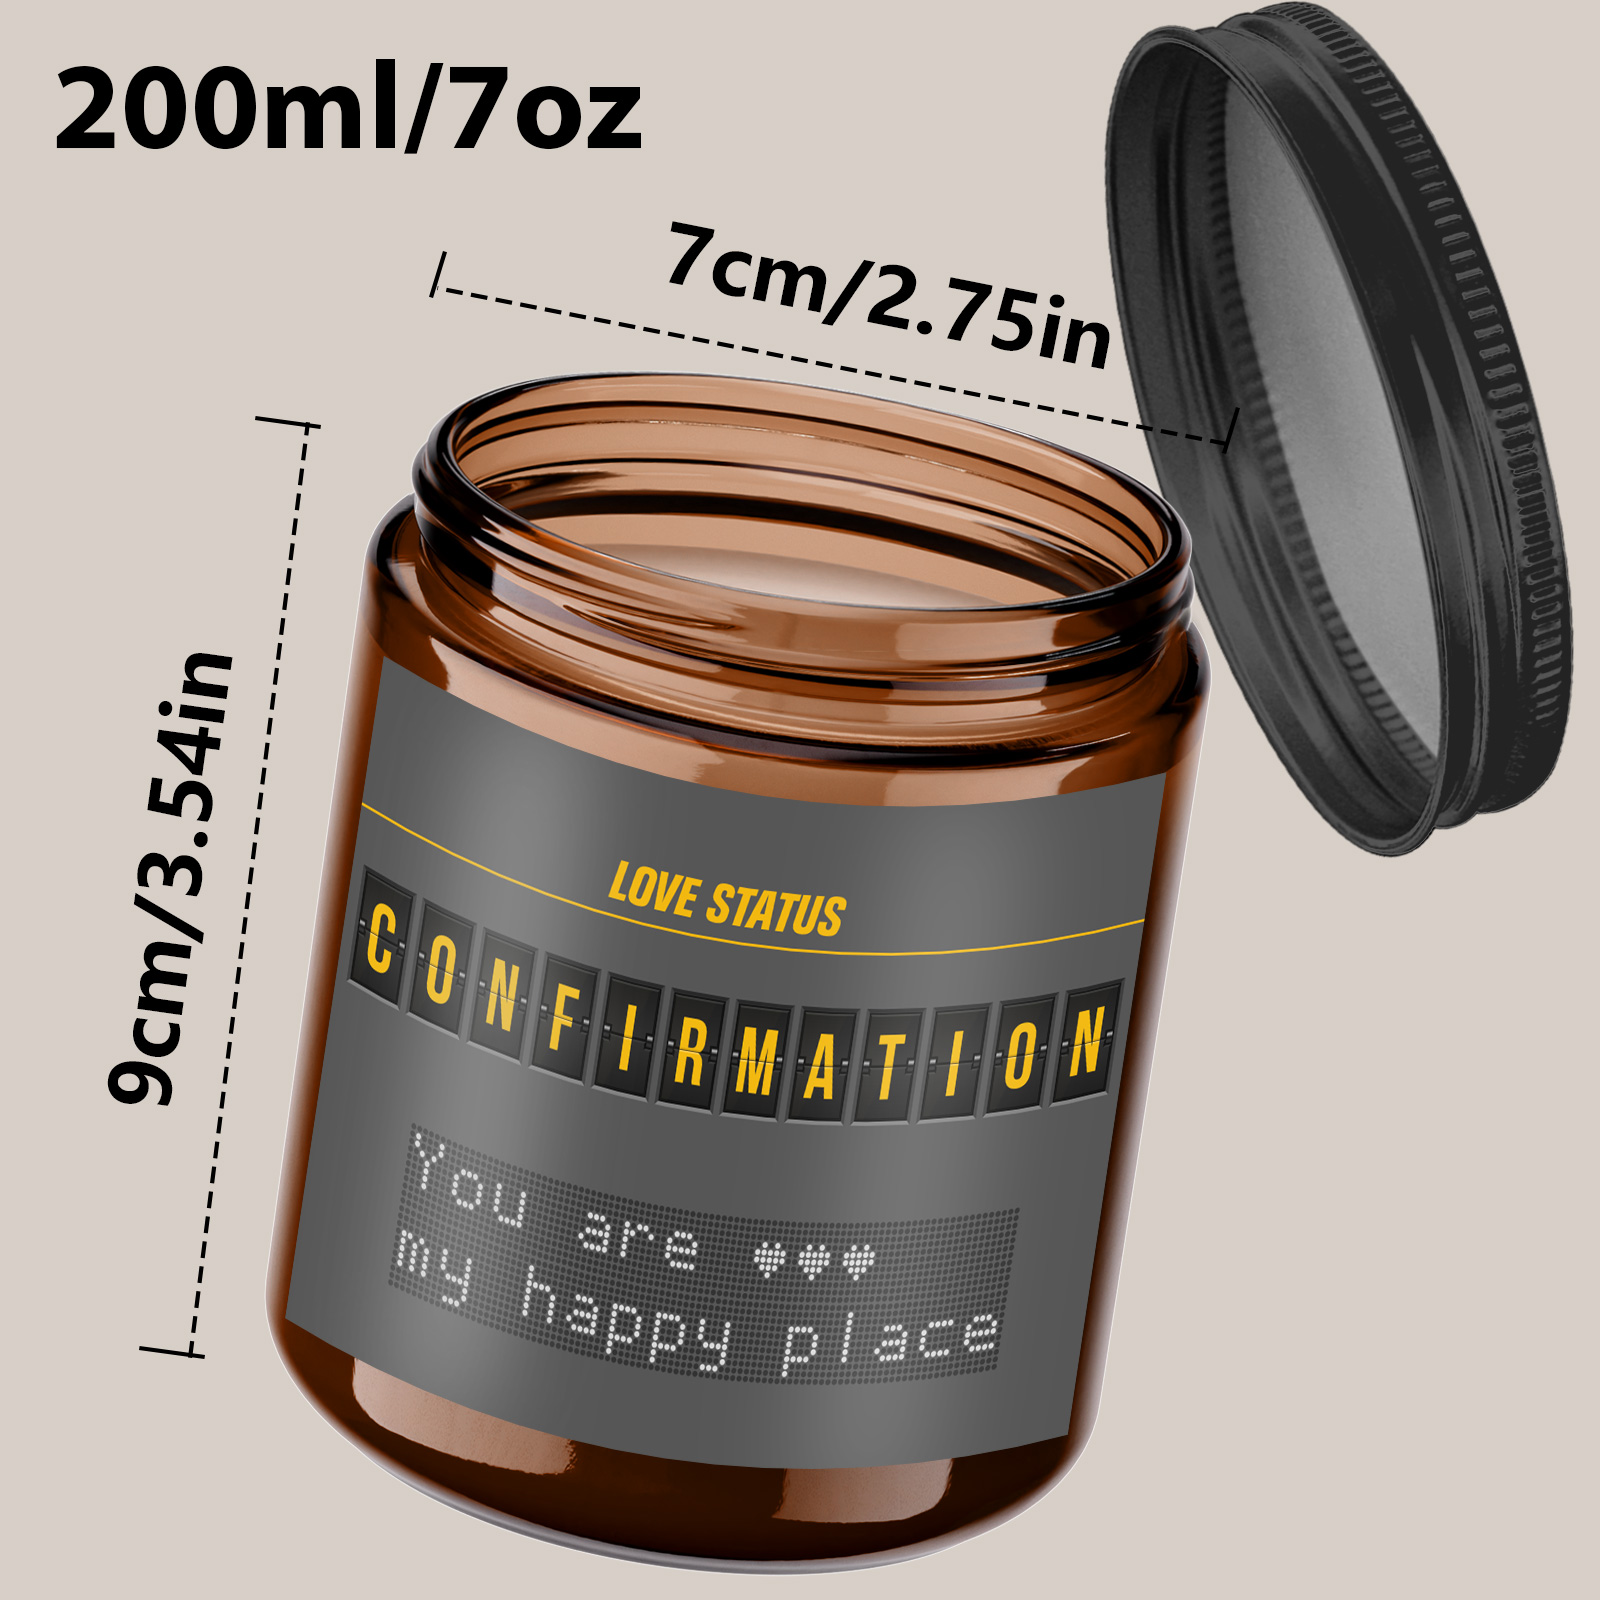 200ml/7oz
7cm/2.75in
9cm/3.54in
LOVE STATUS
CONFIRMATION
You are ♥♥♥
my happy place